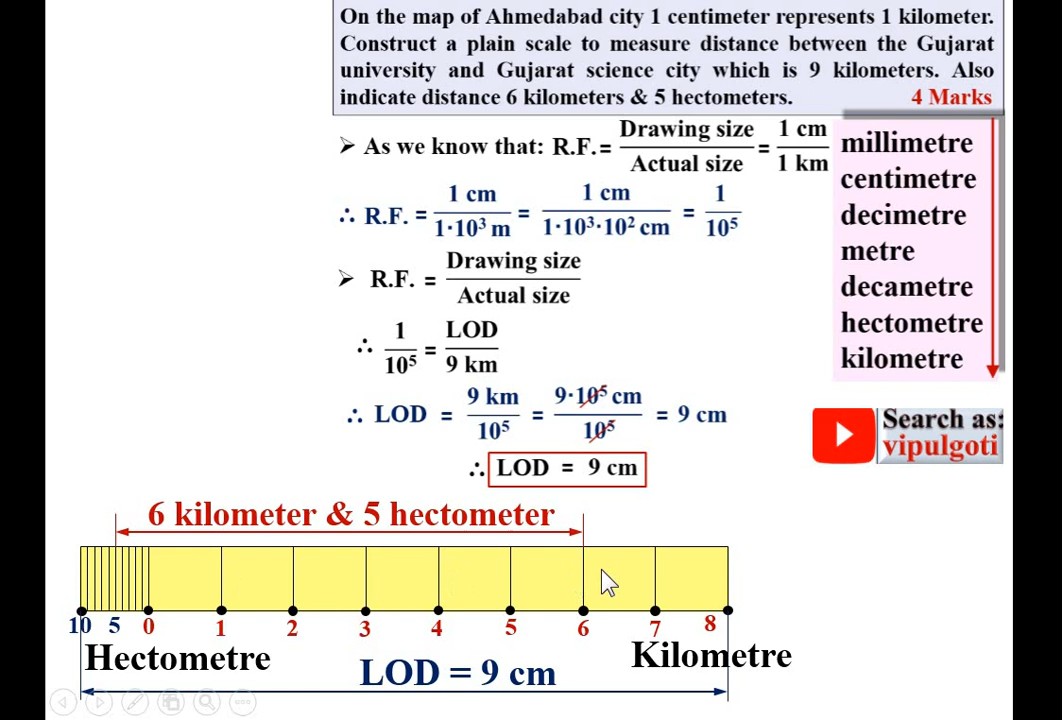 On the map of Ahmedabad city 1 centimeter represents 1 kilometer.
Construct a plain scale to measure distance between the Gujarat
university and Gujarat science city which is 9 kilometers. Also
indicate distance 6 kilometers & 5 hectometers. 4 Marks
➢ As we know that: R.F.= Drawing size / Actual size = 1 cm / 1 km
∴ R.F. = 1 cm / 1·10³ m = 1 cm / 1·10³·10² cm = 1 / 10⁵
➢ R.F. = Drawing size / Actual size
∴ 1 / 10⁵ = LOD / 9 km
∴ LOD = 9 km / 10⁵ = 9·10⁵ cm / 10⁵ = 9 cm
∴ LOD = 9 cm
millimetre
centimetre
decimetre
metre
decametre
hectometre
kilometre
Search as:
vipulgoti
6 kilometer & 5 hectometer
10 5 0 1 2 3 4 5 6 7 8
Hectometre Kilometre
LOD = 9 cm